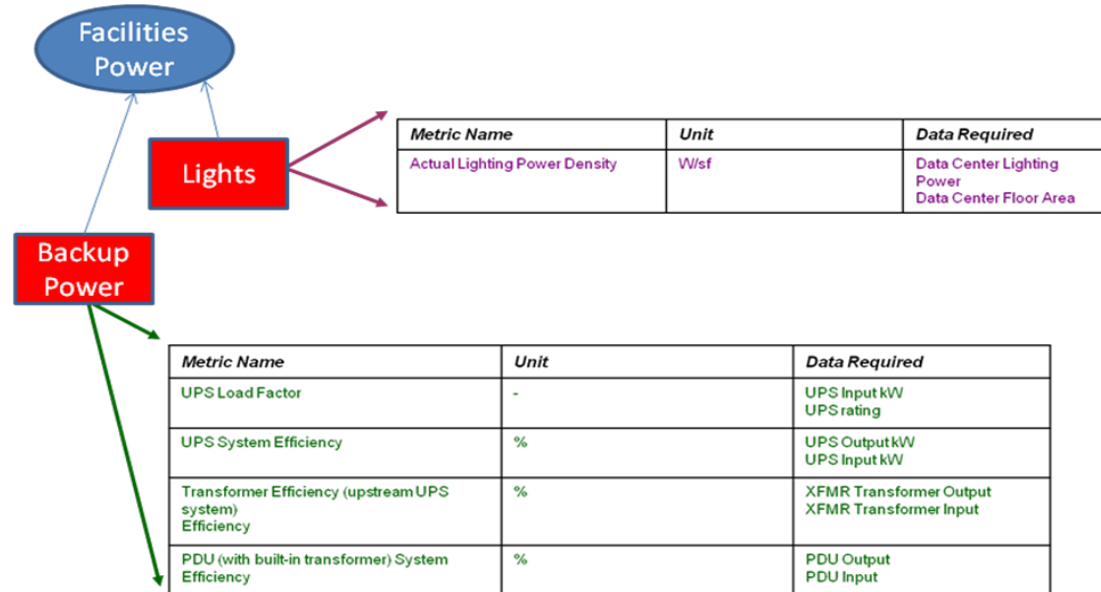 Facilities
Power
Lights
Metric Name Unit Data Required
Actual Lighting Power Density W/sf Data Center Lighting
Power
Data Center Floor Area
Backup
Power
Metric Name Unit Data Required
UPS Load Factor - UPS Input kW
UPS rating
UPS System Efficiency % UPS Output kW
UPS Input kW
Transformer Efficiency (upstream UPS % XFMR Transformer Output
system) XFMR Transformer Input
Efficiency
PDU (with built-in transformer) System % PDU Output
Efficiency PDU Input